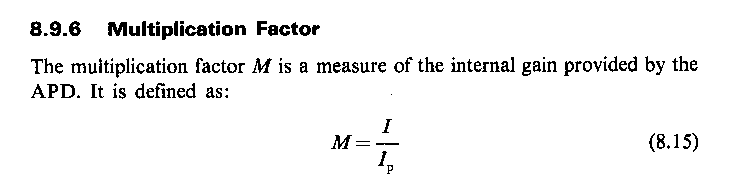 8.9.6 Multiplication Factor
The multiplication factor M is a measure of the internal gain provided by the
APD. It is defined as:
M = I / I_p (8.15)